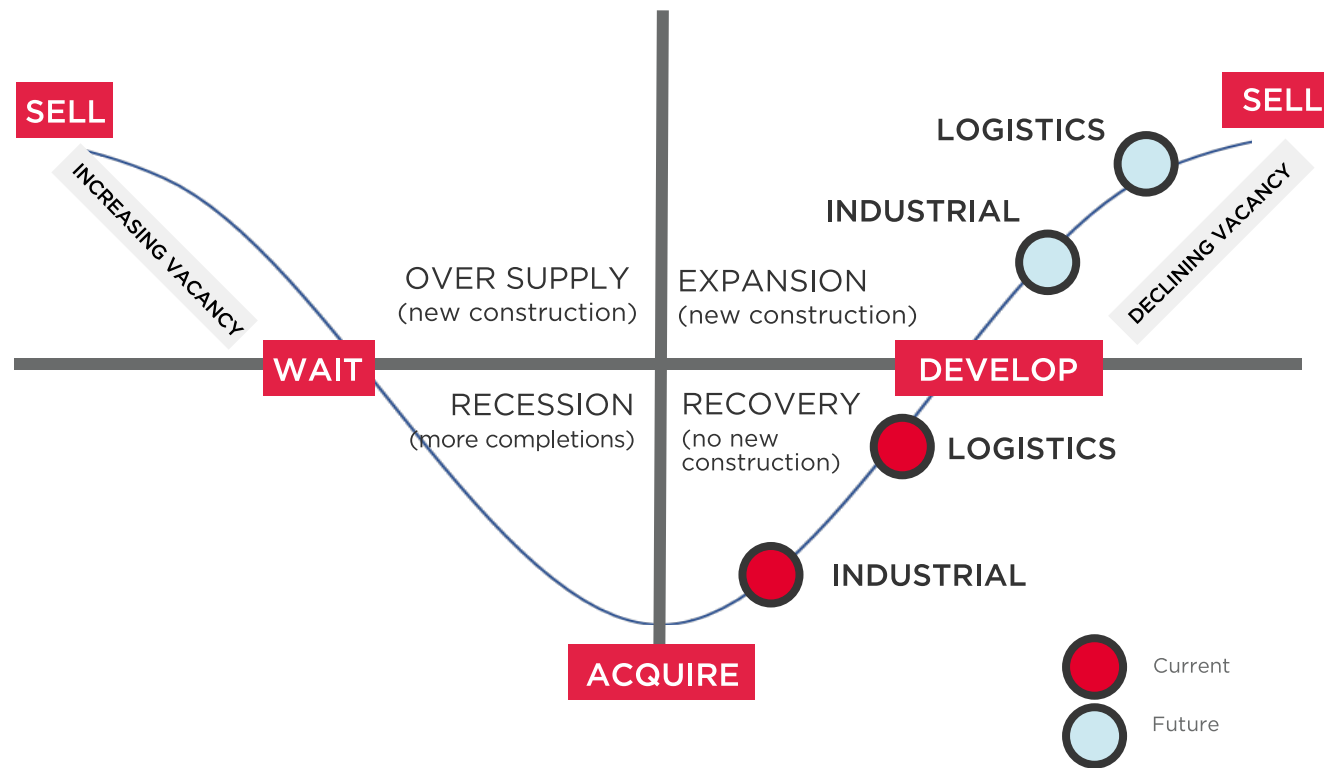 SELL
SELL
LOGISTICS
INCREASING VACANCY
DECLINING VACANCY
INDUSTRIAL
OVER SUPPLY
(new construction)
EXPANSION
(new construction)
WAIT
DEVELOP
RECESSION
(more completions)
RECOVERY
(no new
construction)
LOGISTICS
INDUSTRIAL
ACQUIRE
Current
Future